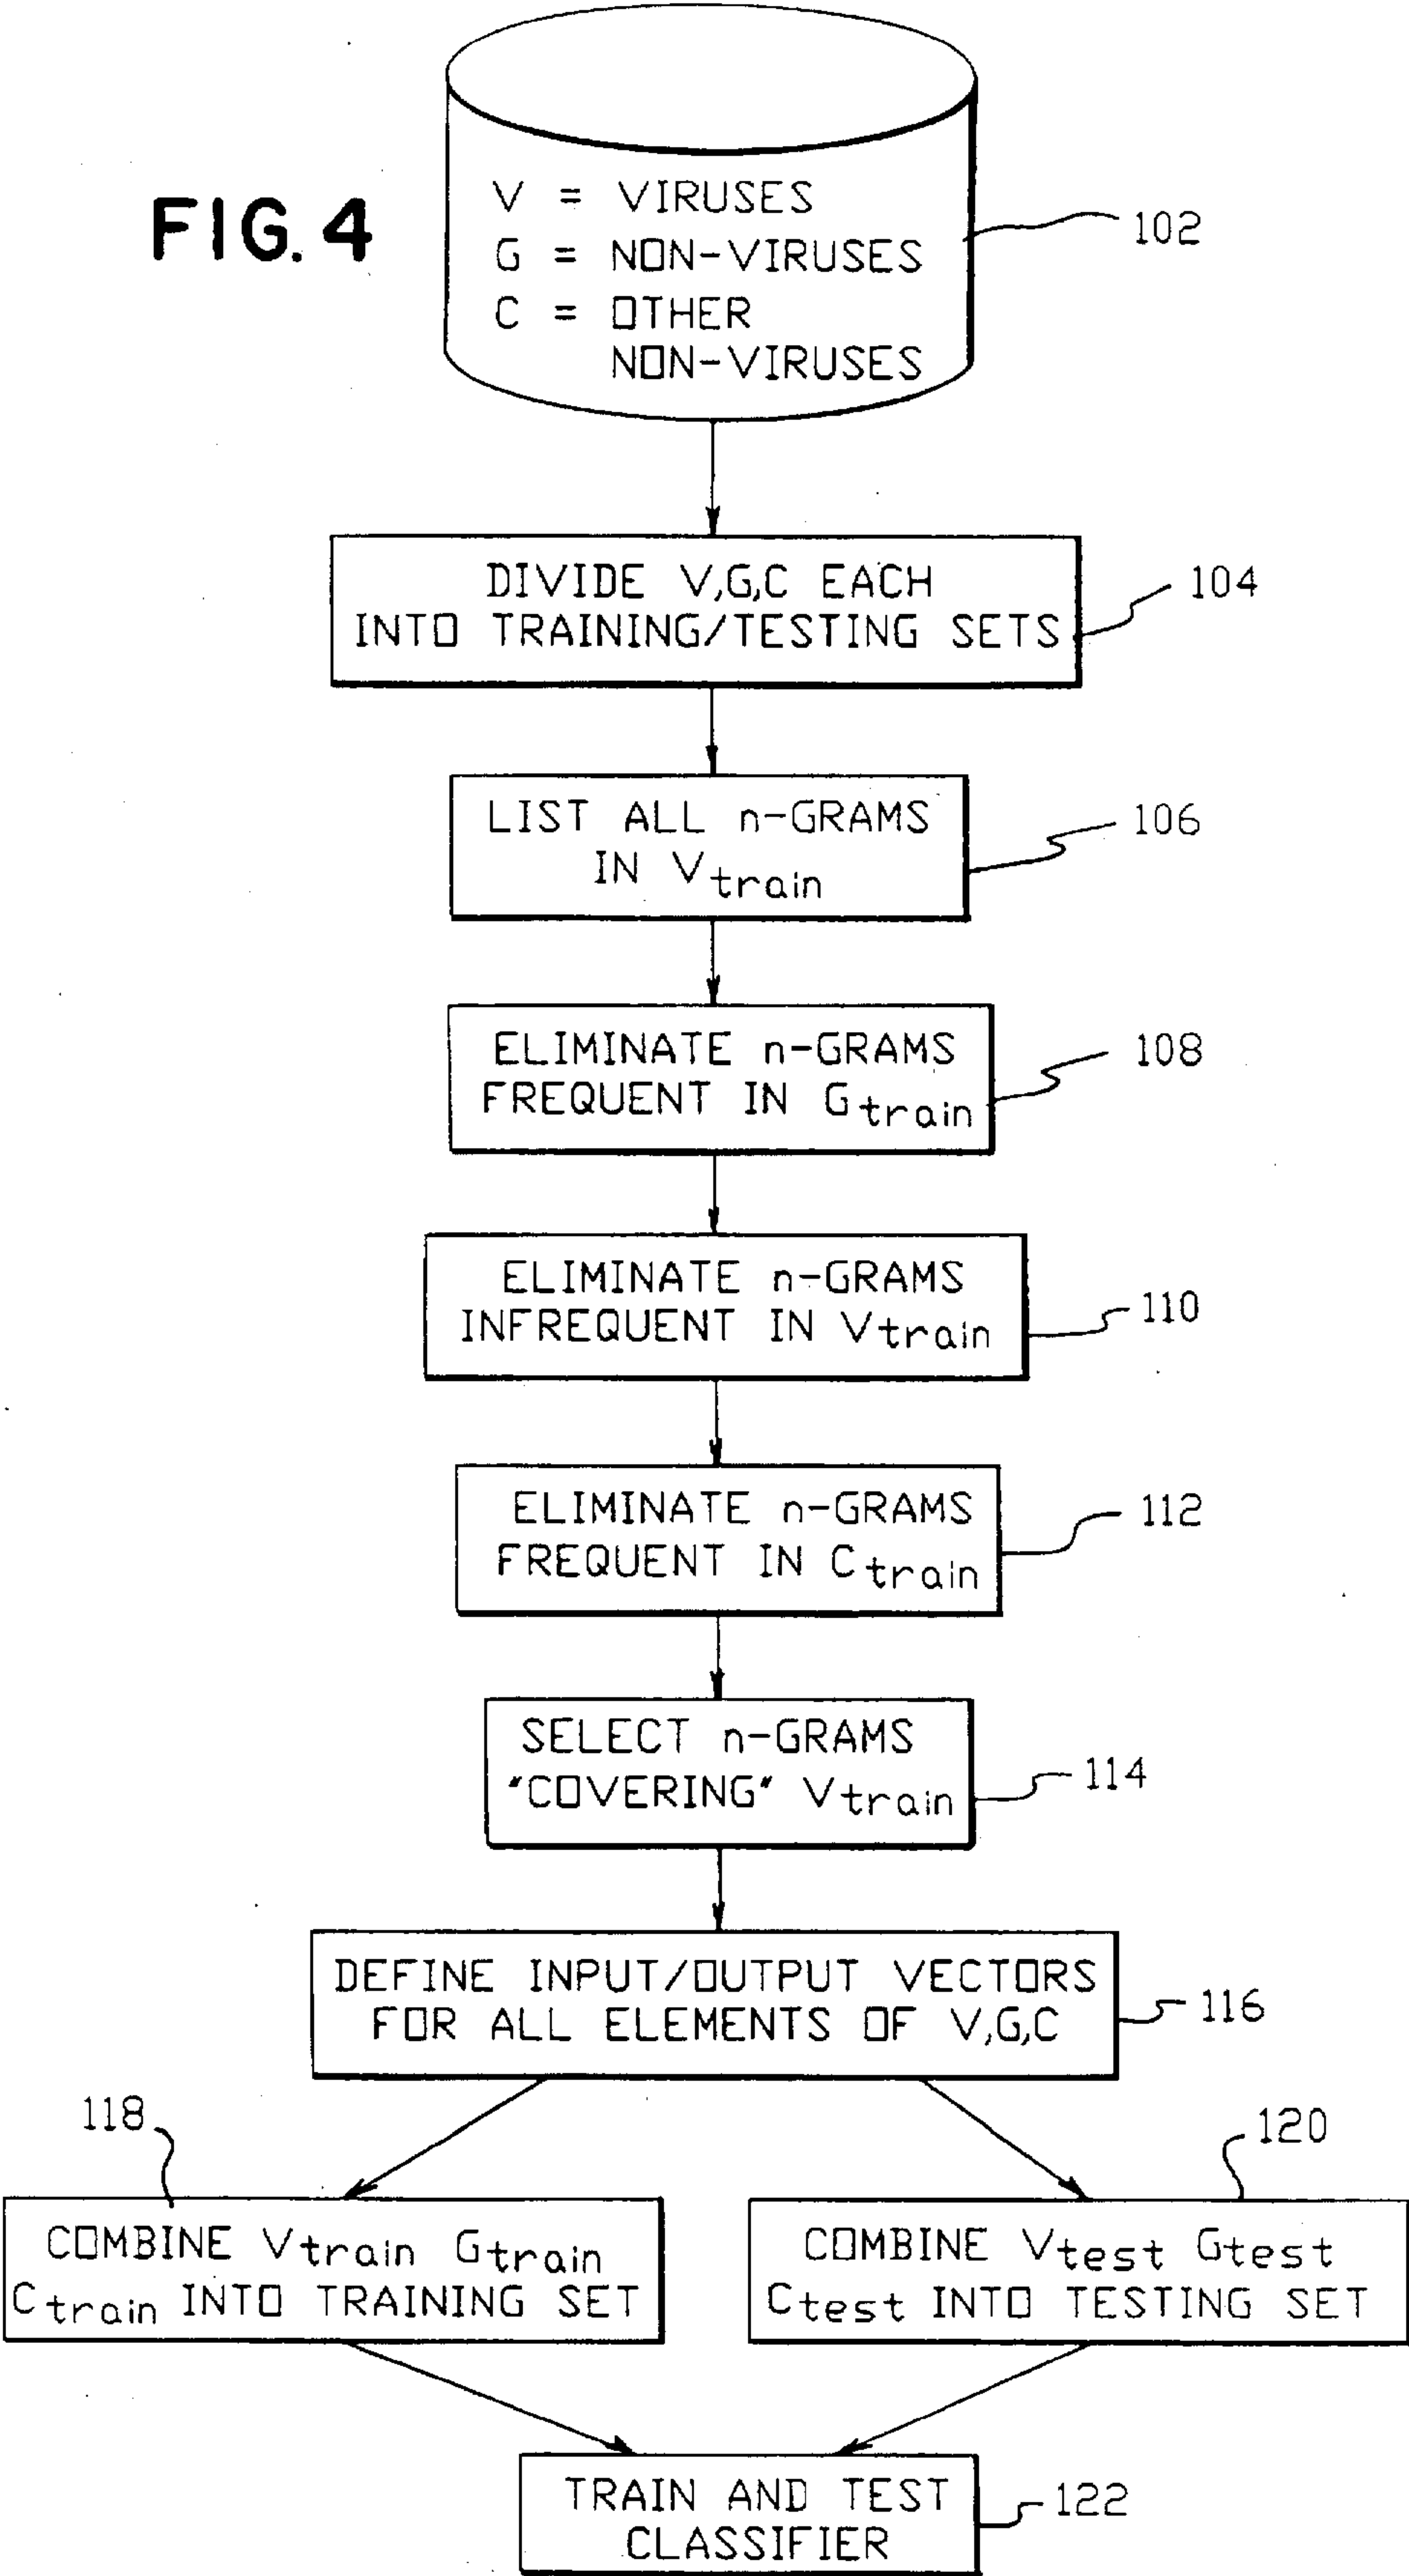 FIG. 4
V = VIRUSES
G = NON-VIRUSES
C = OTHER
NON-VIRUSES
102
DIVIDE V,G,C EACH
INTO TRAINING/TESTING SETS
104
LIST ALL n-GRAMS
IN Vtrain
106
ELIMINATE n-GRAMS
FREQUENT IN Gtrain
108
ELIMINATE n-GRAMS
INFREQUENT IN Vtrain
110
ELIMINATE n-GRAMS
FREQUENT IN Ctrain
112
SELECT n-GRAMS
"COVERING" Vtrain
114
DEFINE INPUT/OUTPUT VECTORS
FOR ALL ELEMENTS OF V,G,C
116
118
COMBINE Vtrain Gtrain
Ctrain INTO TRAINING SET
120
COMBINE Vtest Gtest
Ctest INTO TESTING SET
TRAIN AND TEST
CLASSIFIER
122